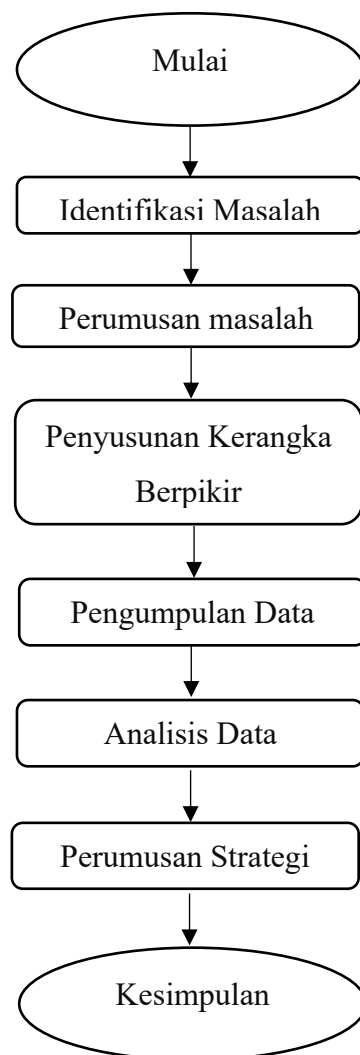 Mulai
Identifikasi Masalah
Perumusan masalah
Penyusunan Kerangka
Berpikir
Pengumpulan Data
Analisis Data
Perumusan Strategi
Kesimpulan